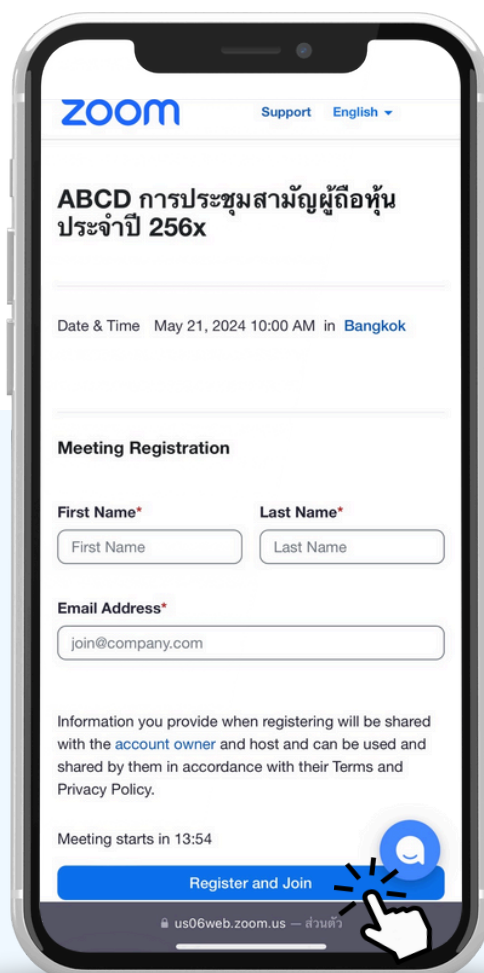 zoom
Support English
ABCD การประชุมสามัญผู้ถือหุ้น
ประจำปี 256x
Date & Time May 21, 2024 10:00 AM in Bangkok
Meeting Registration
First Name* Last Name*
First Name Last Name
Email Address*
join@company.com
Information you provide when registering will be shared
with the account owner and host and can be used and
shared by them in accordance with their Terms and
Privacy Policy.
Meeting starts in 13:54
Register and Join
us06web.zoom.us — ส่วนตัว